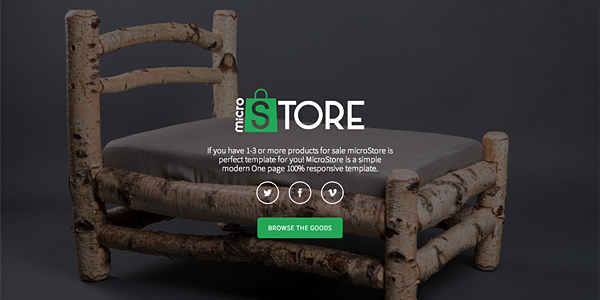 micro STORE
If you have 1-3 or more products for sale microStore is
perfect template for you! MicroStore is a simple
modern One page 100% responsive template.
BROWSE THE GOODS